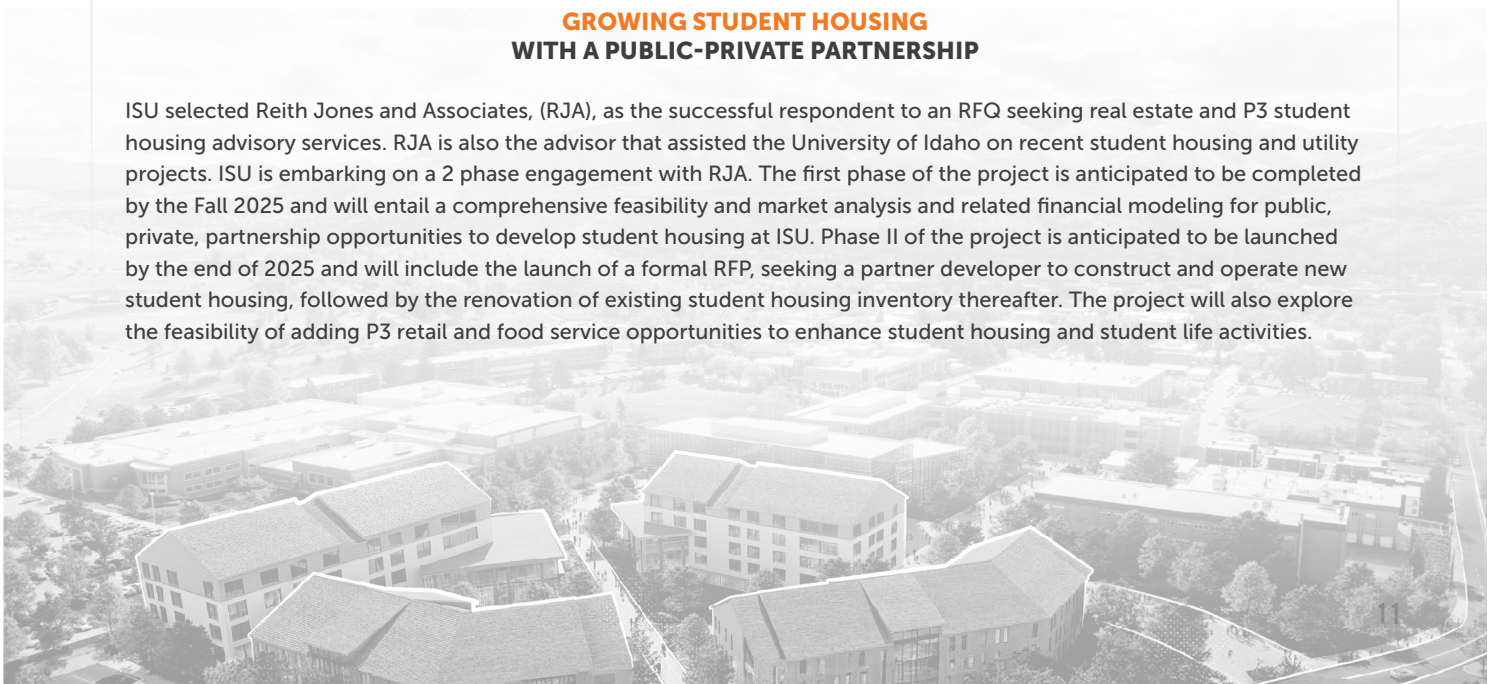 GROWING STUDENT HOUSING
WITH A PUBLIC-PRIVATE PARTNERSHIP
ISU selected Reith Jones and Associates, (RJA), as the successful respondent to an RFQ seeking real estate and P3 student
housing advisory services. RJA is also the advisor that assisted the University of Idaho on recent student housing and utility
projects. ISU is embarking on a 2 phase engagement with RJA. The first phase of the project is anticipated to be completed
by the Fall 2025 and will entail a comprehensive feasibility and market analysis and related financial modeling for public,
private, partnership opportunities to develop student housing at ISU. Phase II of the project is anticipated to be launched
by the end of 2025 and will include the launch of a formal RFP, seeking a partner developer to construct and operate new
student housing, followed by the renovation of existing student housing inventory thereafter. The project will also explore
the feasibility of adding P3 retail and food service opportunities to enhance student housing and student life activities.
11